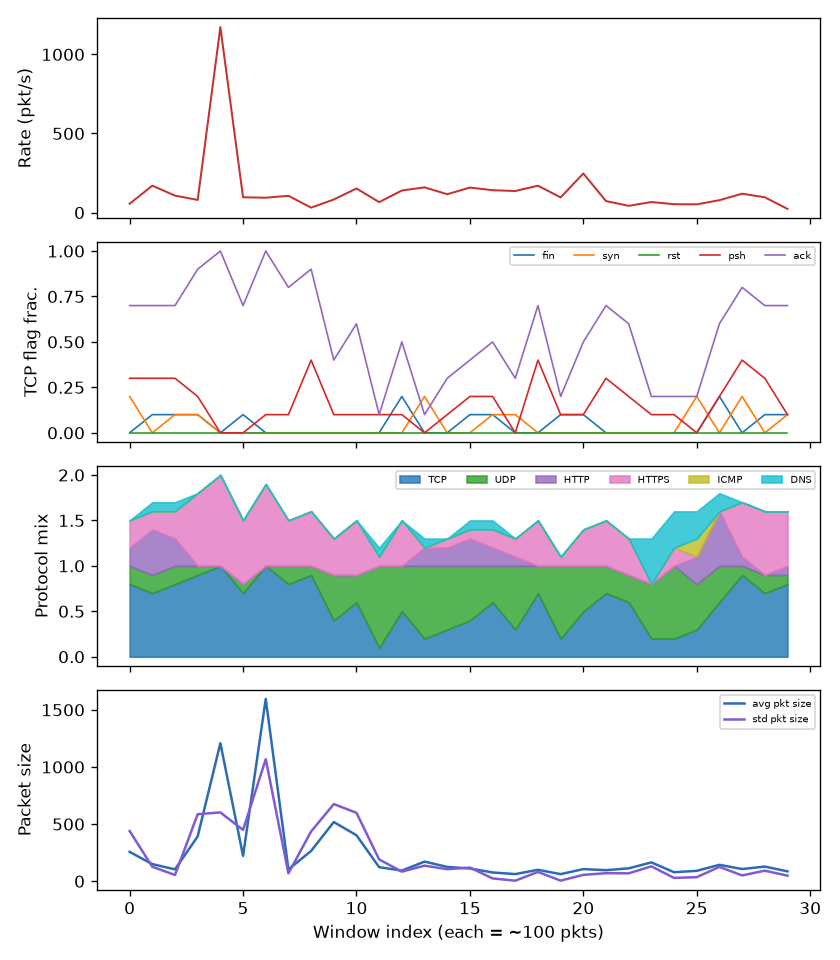 1000
500
0
Rate (pkt/s)
fin syn rst psh ack
1.00
0.75
0.50
0.25
0.00
TCP flag frac.
TCP UDP HTTP HTTPS ICMP DNS
2.0
1.5
1.0
0.5
0.0
Protocol mix
avg pkt size
std pkt size
1500
1000
500
0
Packet size
0 5 10 15 20 25 30
Window index (each = ~100 pkts)